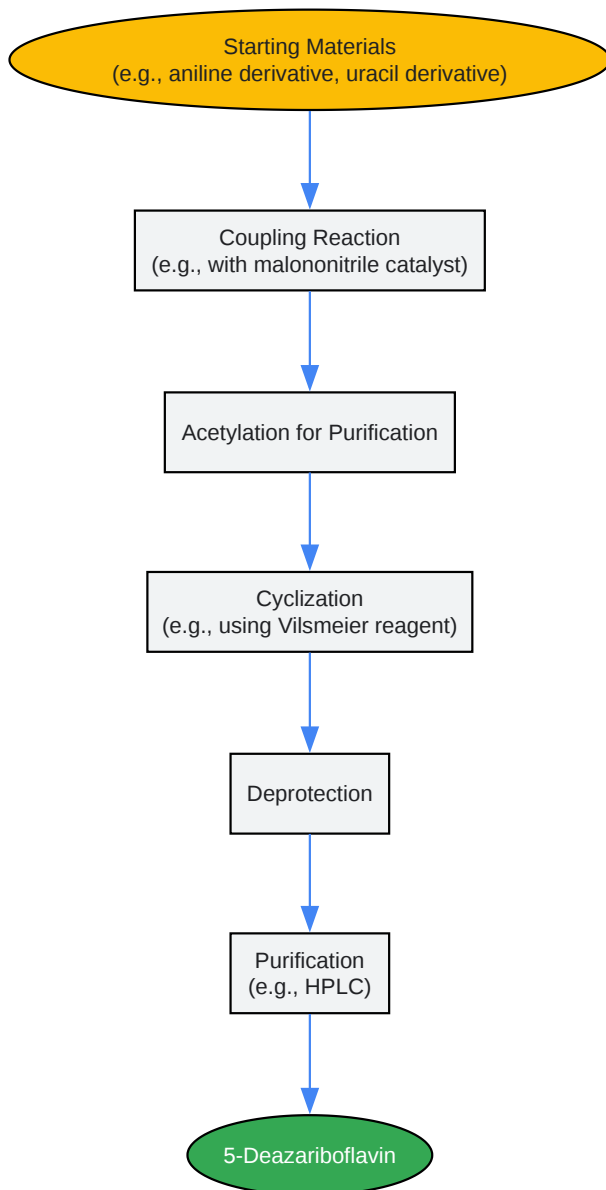 Starting Materials
(e.g., aniline derivative, uracil derivative)
Coupling Reaction
(e.g., with malononitrile catalyst)
Acetylation for Purification
Cyclization
(e.g., using Vilsmeier reagent)
Deprotection
Purification
(e.g., HPLC)
5-Deazariboflavin